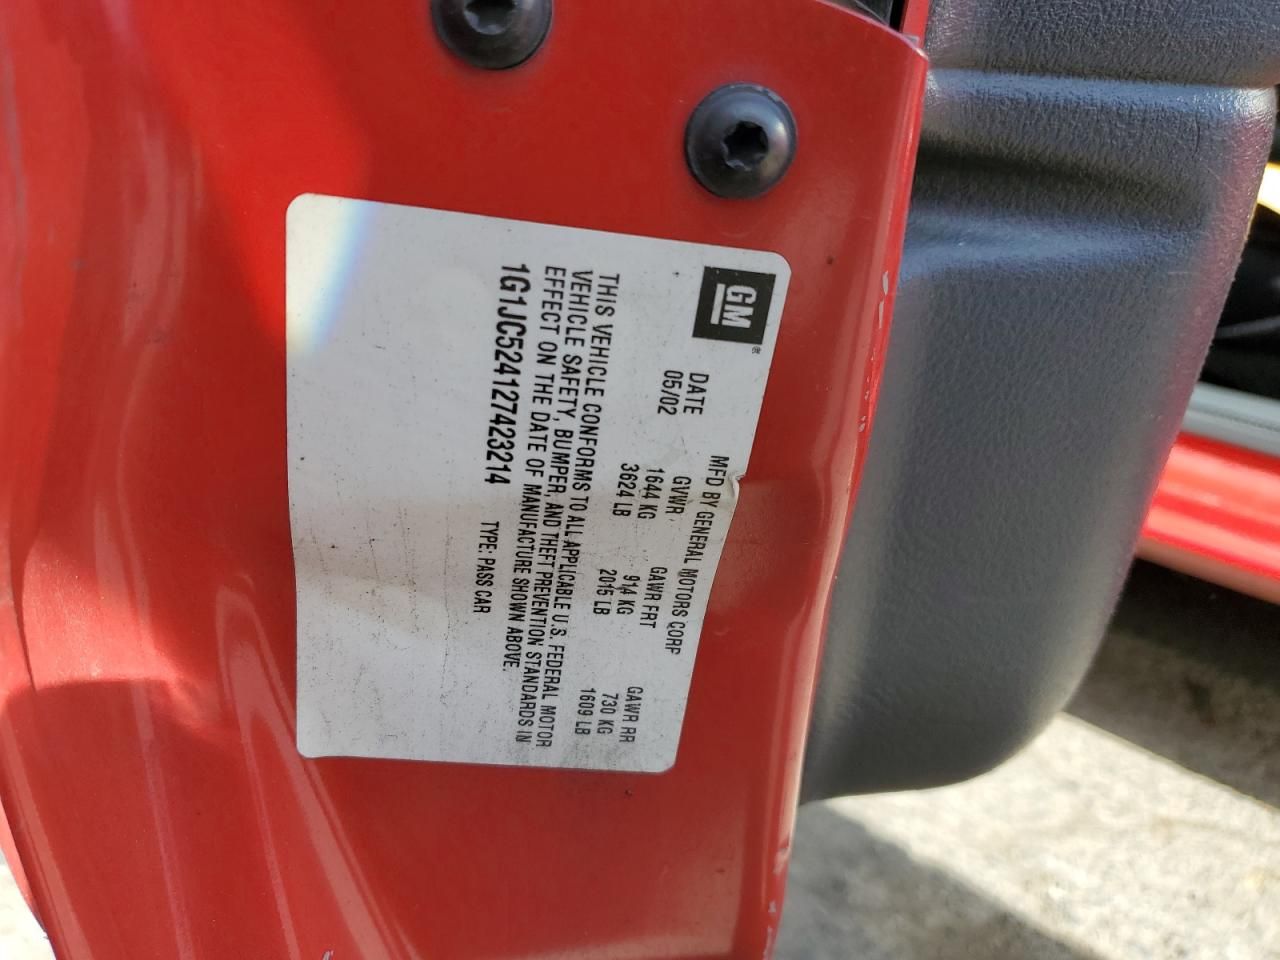 GM®
MFD BY GENERAL MOTORS CORP
DATE GVWR GAWR FRT GAWR RR
05/02 1644 KG 914 KG 730 KG
3624 LB 2015 LB 1609 LB
THIS VEHICLE CONFORMS TO ALL APPLICABLE U.S. FEDERAL MOTOR
VEHICLE SAFETY, BUMPER, AND THEFT PREVENTION STANDARDS IN
EFFECT ON THE DATE OF MANUFACTURE SHOWN ABOVE.
1G1JC524127423214 TYPE: PASS CAR